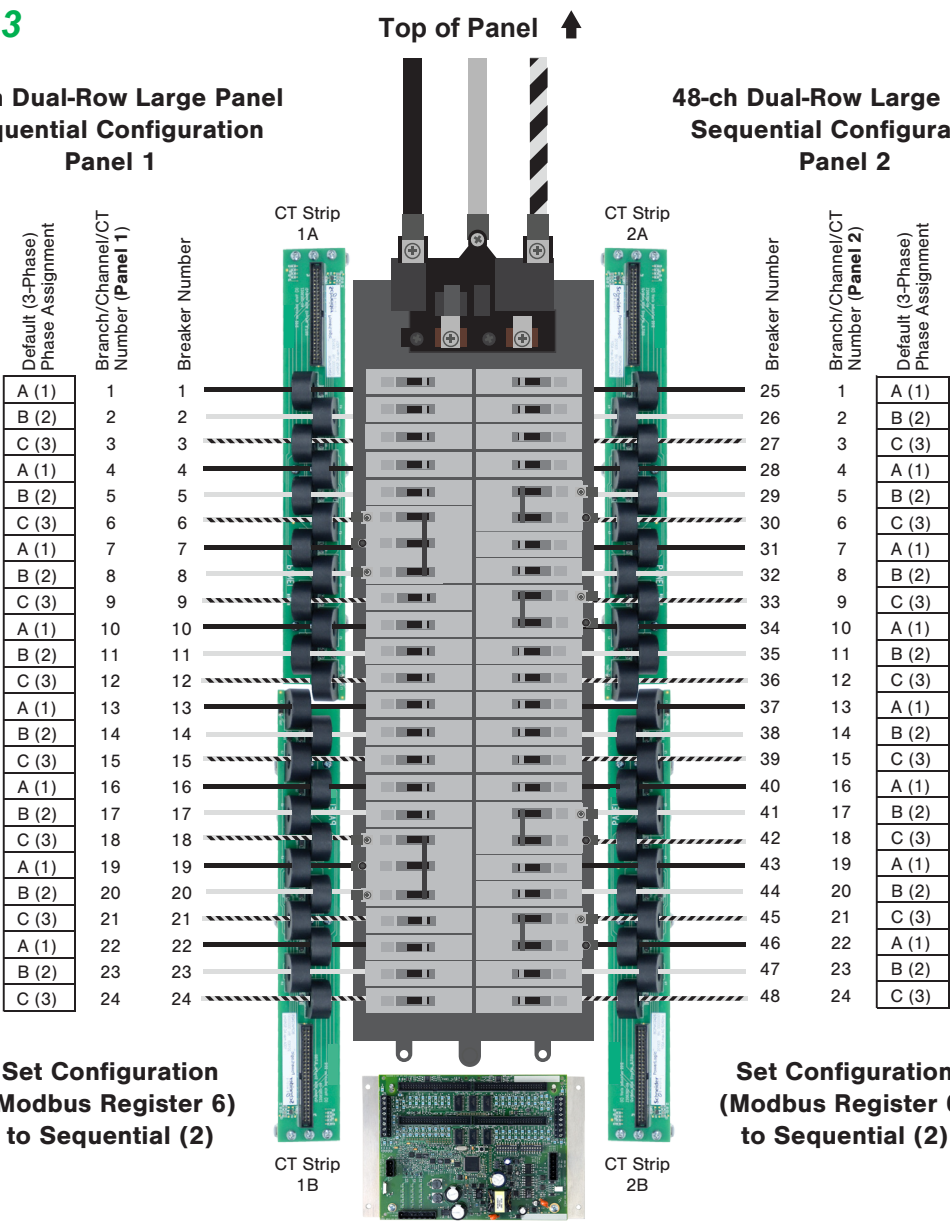 3
Top of Panel
Dual-Row Large Panel
Configuration
Panel 1
48-ch Dual-Row Large
Sequential
Panel 2
Default (3-Phase)
Phase Assignment
Branch/Channel/CT
Number (Panel 1)
Breaker Number
CT Strip
1A
CT Strip
2A
Breaker Number
Branch/Channel/CT
Number (Panel 2)
Default (3-Phase)
Phase Assignment
A (1) 1 1 25 1 A (1)
B (2) 2 2 26 2 B (2)
C (3) 3 3 27 3 C (3)
A (1) 4 4 28 4 A (1)
B (2) 5 5 29 5 B (2)
C (3) 6 6 30 6 C (3)
A (1) 7 7 31 7 A (1)
B (2) 8 8 32 8 B (2)
C (3) 9 9 33 9 C (3)
A (1) 10 10 34 10 A (1)
B (2) 11 11 35 11 B (2)
C (3) 12 12 36 12 C (3)
A (1) 13 13 37 13 A (1)
B (2) 14 14 38 14 B (2)
C (3) 15 15 39 15 C (3)
A (1) 16 16 40 16 A (1)
B (2) 17 17 41 17 B (2)
C (3) 18 18 42 18 C (3)
A (1) 19 19 43 19 A (1)
B (2) 20 20 44 20 B (2)
C (3) 21 21 45 21 C (3)
A (1) 22 22 46 22 A (1)
B (2) 23 23 47 23 B (2)
C (3) 24 24 48 24 C (3)
Set Configuration
Modbus Register 6)
to Sequential (2)
Set Configuration
(Modbus Register
to Sequential (2)
CT Strip
1B
CT Strip
2B